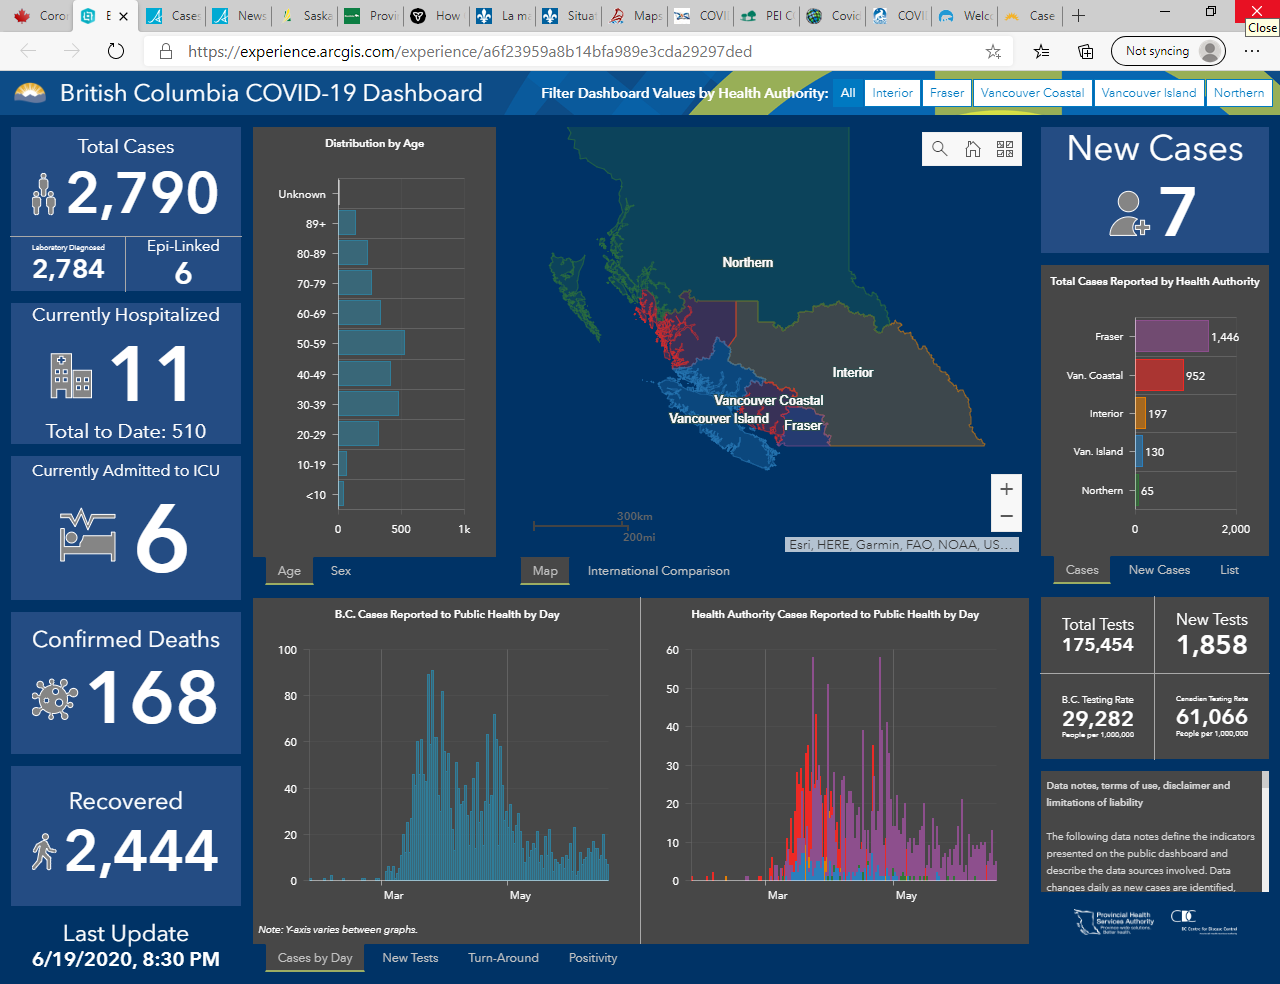 Coror
E
Case:
News
Saska
Provi
How
La ma
Situat
Maps
COVI
PEI C
Covid
COVI
Welc
Case
Close
https://experience.arcgis.com/experience/a6f23959a8b14bfa989e3cda29297ded
Not syncing
British Columbia COVID-19 Dashboard
Filter Dashboard Values by Health Authority:
All
Interior
Fraser
Vancouver Coastal
Vancouver Island
Northern
Total Cases
2,790
Laboratory Diagnosed
2,784
Epi-Linked
6
Currently Hospitalized
11
Total to Date: 510
Currently Admitted to ICU
6
Confirmed Deaths
168
Recovered
2,444
Last Update
6/19/2020, 8:30 PM
Distribution by Age
Unknown
89+
80-89
70-79
60-69
50-59
40-49
30-39
20-29
10-19
<10
0 500 1k
Age
Sex
Northern
Interior
Vancouver Coastal
Vancouver Island
Fraser
300km
200mi
+
−
Esri, HERE, Garmin, FAO, NOAA, US…
Map
International Comparison
New Cases
7
Total Cases Reported by Health Authority
Fraser 1,446
Van. Coastal 952
Interior 197
Van. Island 130
Northern 65
0 2,000
Cases
New Cases
List
B.C. Cases Reported to Public Health by Day
100
80
60
40
20
0
Mar May
Note: Y-axis varies between graphs.
Health Authority Cases Reported to Public Health by Day
60
50
40
30
20
10
0
Mar May
Cases by Day
New Tests
Turn-Around
Positivity
Total Tests
175,454
New Tests
1,858
B.C. Testing Rate
29,282
People per 1,000,000
Canadian Testing Rate
61,066
People per 1,000,000
Data notes, terms of use, disclaimer and
limitations of liability
The following data notes define the indicators
presented on the public dashboard and
describe the data sources involved. Data
changes daily as new cases are identified,
Provincial Health
Services Authority
Province-wide solutions.
Better health.
BC Centre for Disease Control